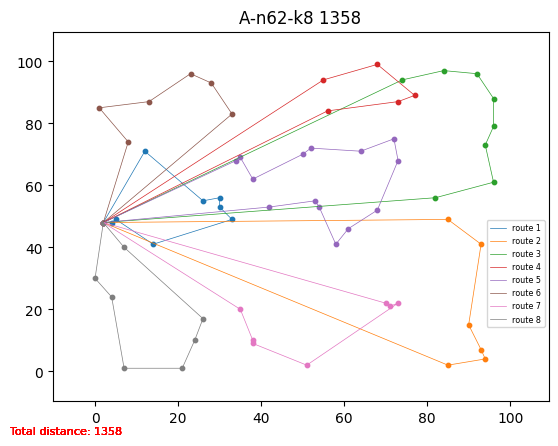 A-n62-k8 1358
100
80
60
40
20
0
0 20 40 60 80 100
route 1
route 2
route 3
route 4
route 5
route 6
route 7
route 8
Total distance: 1358